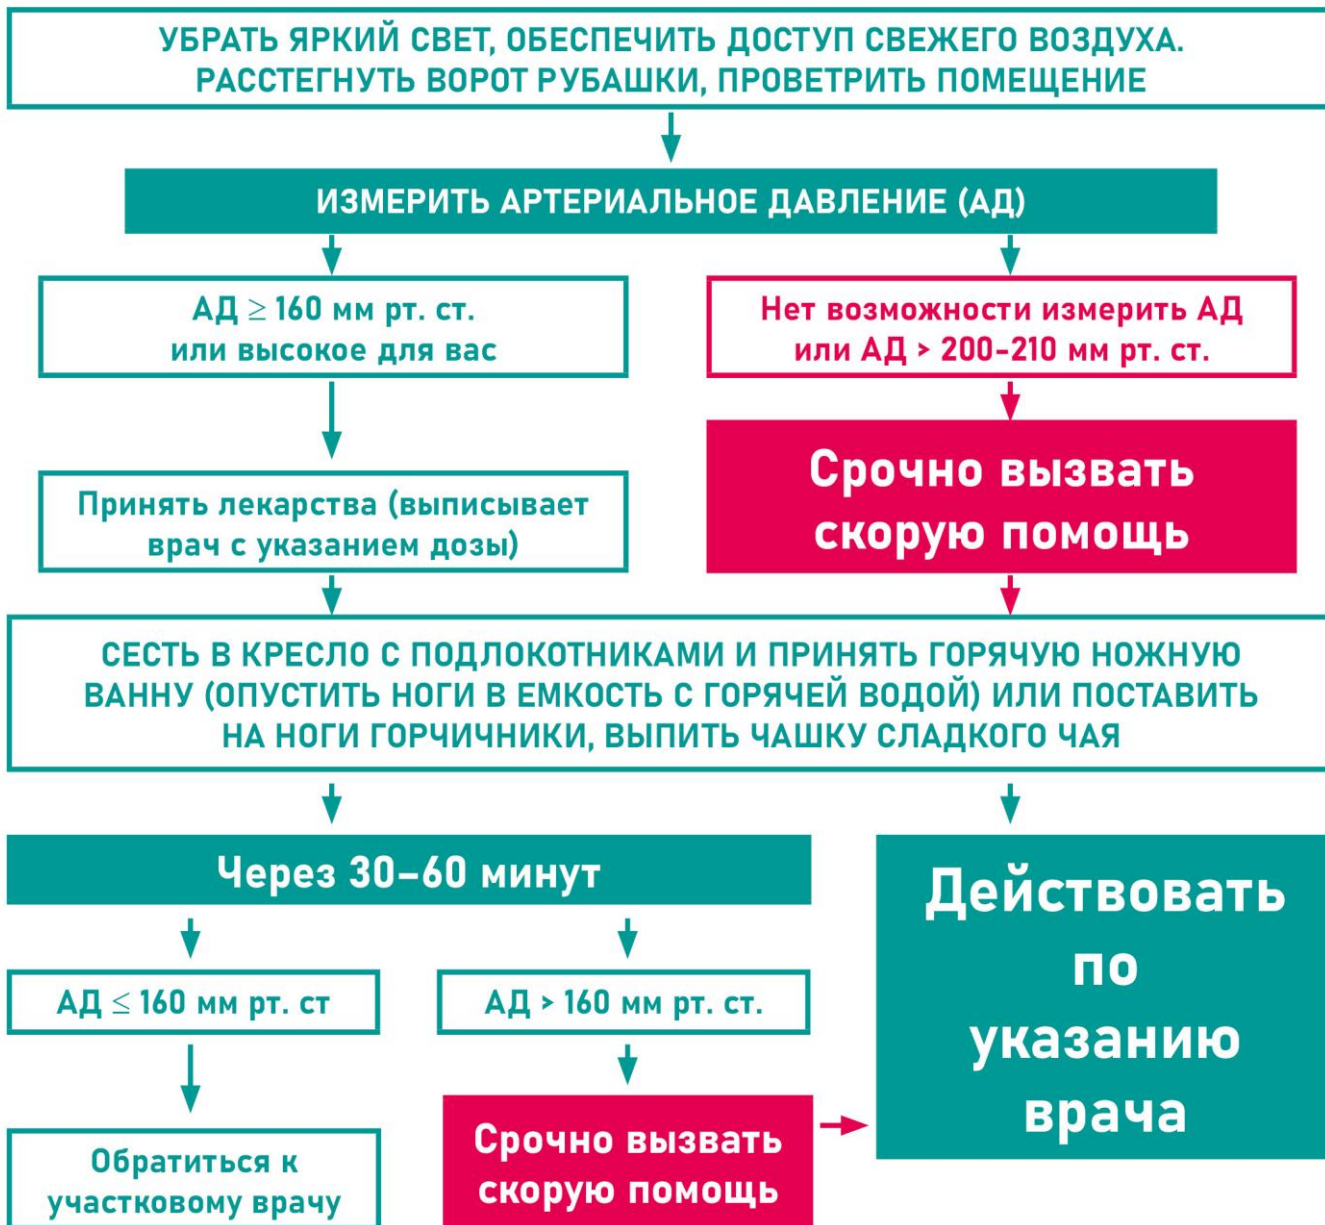 УБРАТЬ ЯРКИЙ СВЕТ, ОБЕСПЕЧИТЬ ДОСТУП СВЕЖЕГО ВОЗДУХА.
РАССТЕГНУТЬ ВОРОТ РУБАШКИ, ПРОВЕТРИТЬ ПОМЕЩЕНИЕ
ИЗМЕРИТЬ АРТЕРИАЛЬНОЕ ДАВЛЕНИЕ (АД)
АД ≥ 160 мм рт. ст.
или высокое для вас
Нет возможности измерить АД
или АД > 200-210 мм рт. ст.
Принять лекарства (выписывает
врач с указанием дозы)
Срочно вызвать
скорую помощь
СЕСТЬ В КРЕСЛО С ПОДЛОКОТНИКАМИ И ПРИНЯТЬ ГОРЯЧУЮ НОЖНУЮ
ВАННУ (ОПУСТИТЬ НОГИ В ЕМКОСТЬ С ГОРЯЧЕЙ ВОДОЙ) ИЛИ ПОСТАВИТЬ
НА НОГИ ГОРЧИЧНИКИ, ВЫПИТЬ ЧАШКУ СЛАДКОГО ЧАЯ
Через 30–60 минут
АД ≤ 160 мм рт. ст
АД > 160 мм рт. ст.
Обратиться к
участковому врачу
Срочно вызвать
скорую помощь
Действовать
по
указанию
врача